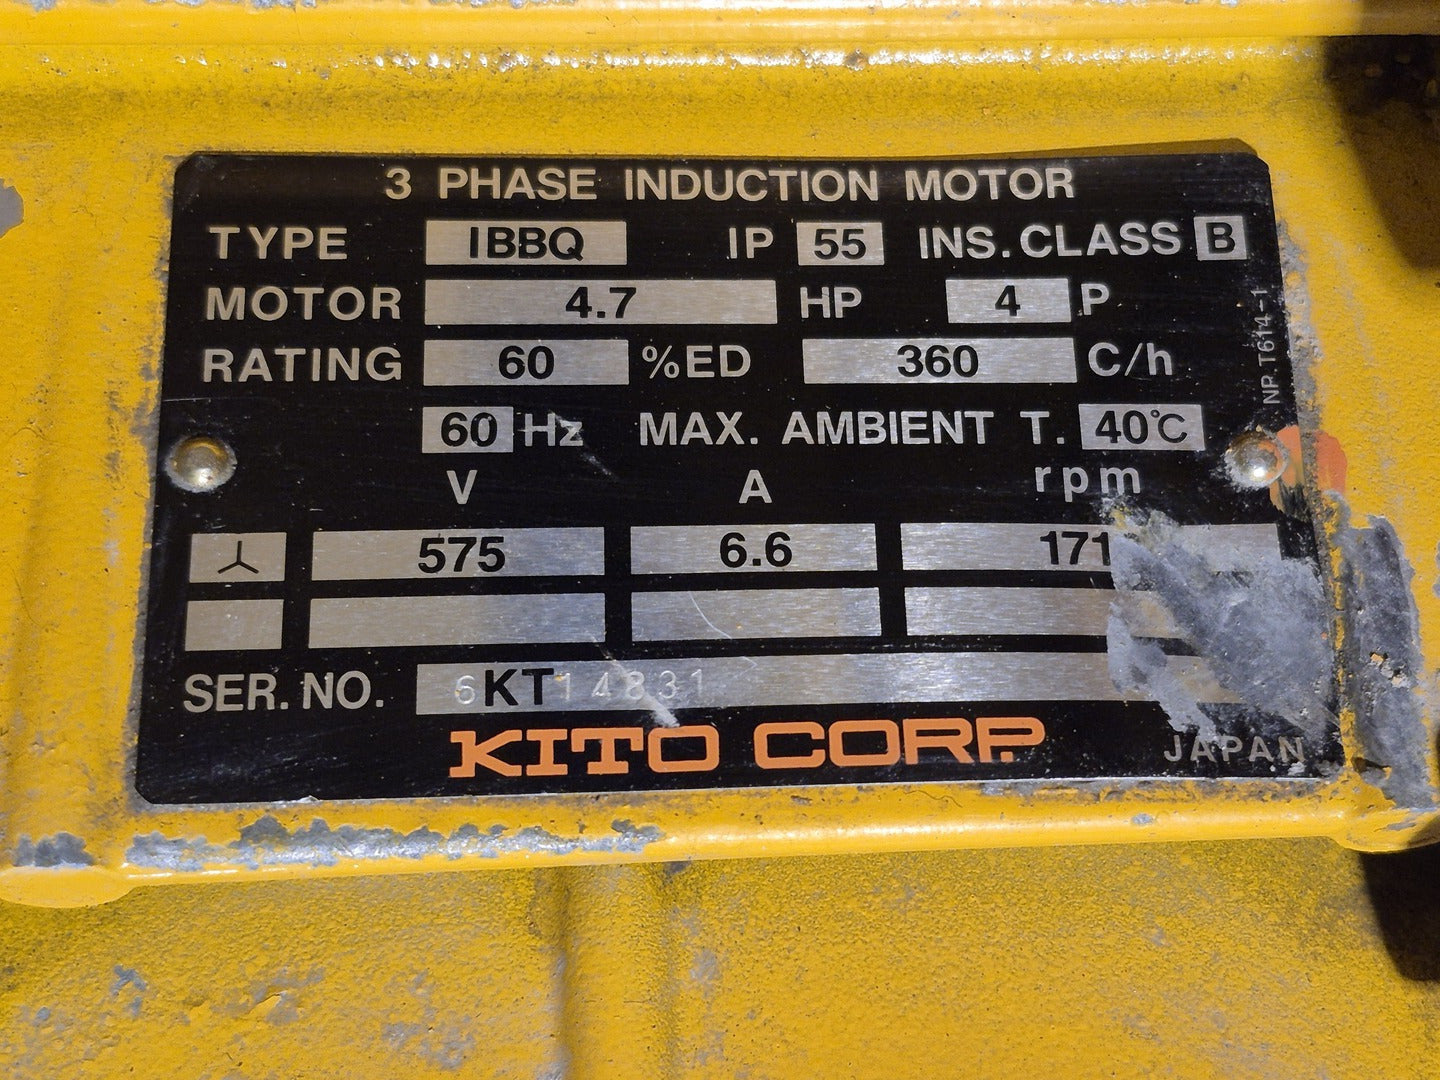 3 PHASE INDUCTION MOTOR
TYPE IBBQ IP 55 INS. CLASS B
MOTOR 4.7 HP 4 P
RATING 60 %ED 360 C/h
60 Hz MAX. AMBIENT T. 40°C
V A rpm
575 6.6 171
SER. NO. 6KT14831
KITO CORP. JAPAN
NP. T614-1